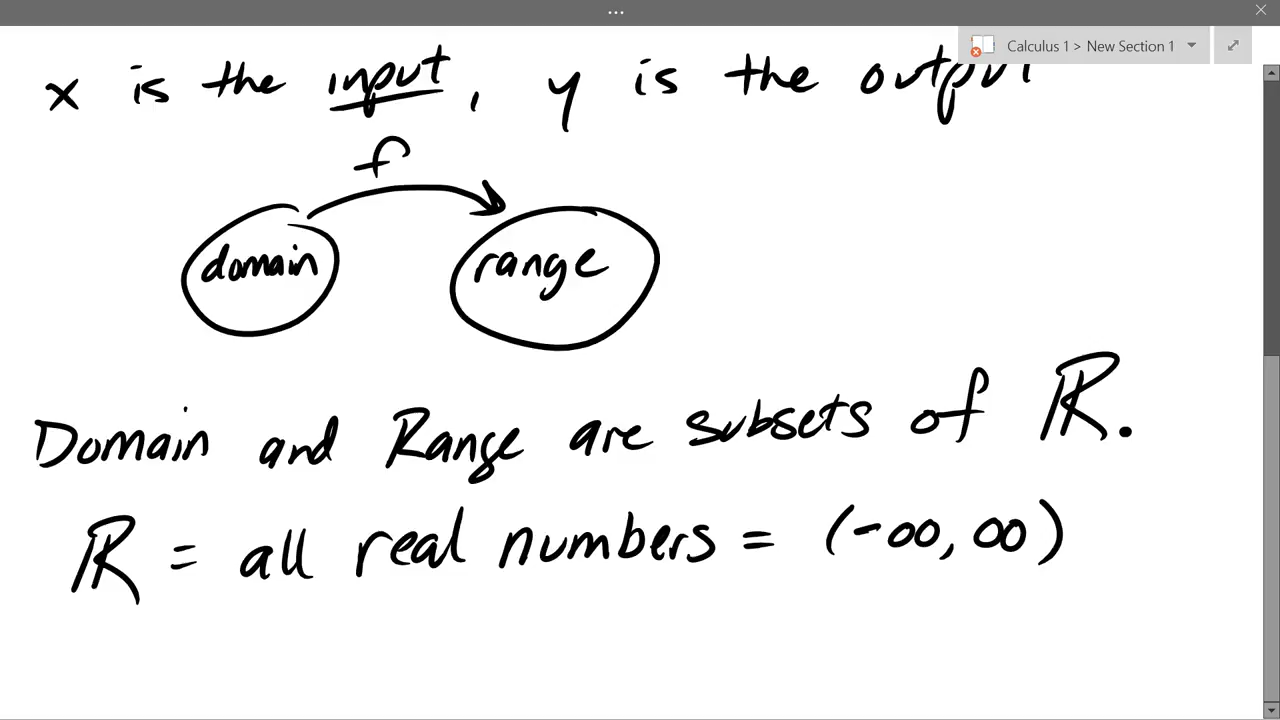 ...
Calculus 1 > New Section 1
x is the input, y is the output
f
domain
range
Domain and Range are subsets of ℝ.
ℝ = all real numbers = (-∞, ∞)